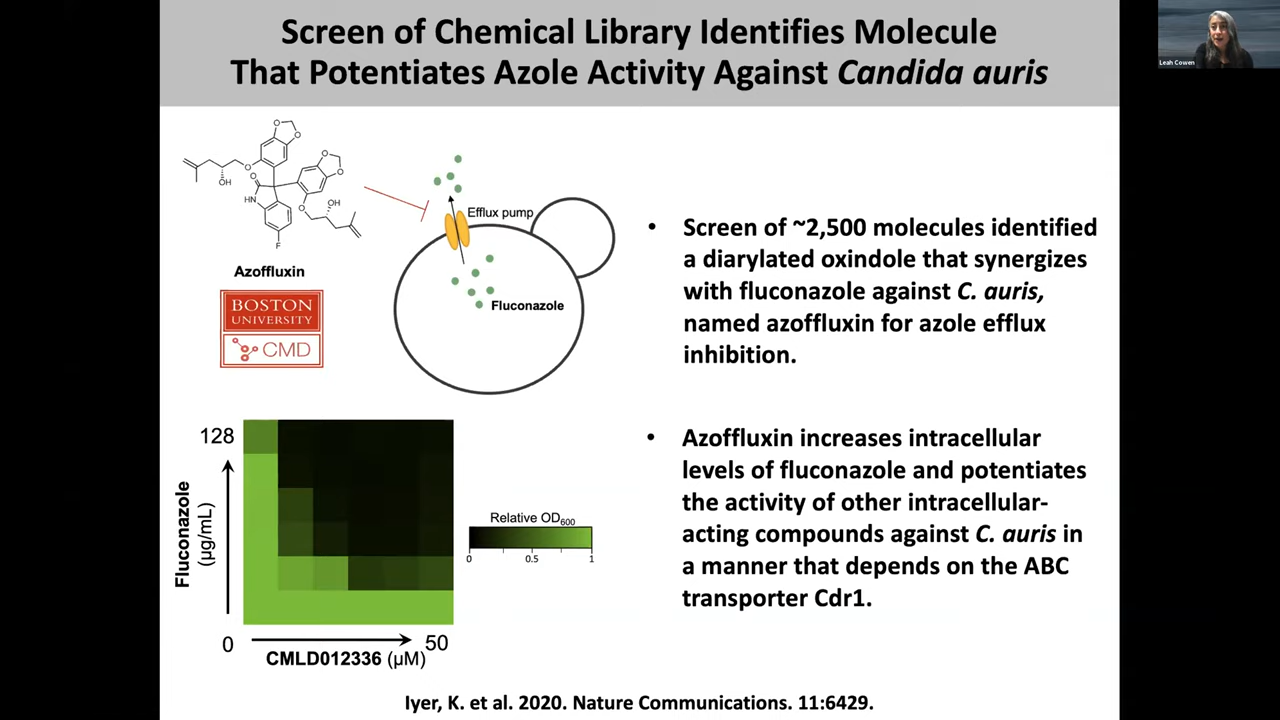 Screen of Chemical Library Identifies Molecule
That Potentiates Azole Activity Against Candida auris
Leah Cowen
O
O
O
OH
O
HN
O
O
O
OH
F
Azoffluxin
BOSTON
UNIVERSITY
CMD
Efflux pump
Fluconazole
• Screen of ~2,500 molecules identified
a diarylated oxindole that synergizes
with fluconazole against C. auris,
named azoffluxin for azole efflux
inhibition.
128
Fluconazole
(µg/mL)
0
50
CMLD012336 (µM)
Relative OD600
0 0.5 1
• Azoffluxin increases intracellular
levels of fluconazole and potentiates
the activity of other intracellular-
acting compounds against C. auris in
a manner that depends on the ABC
transporter Cdr1.
Iyer, K. et al. 2020. Nature Communications. 11:6429.